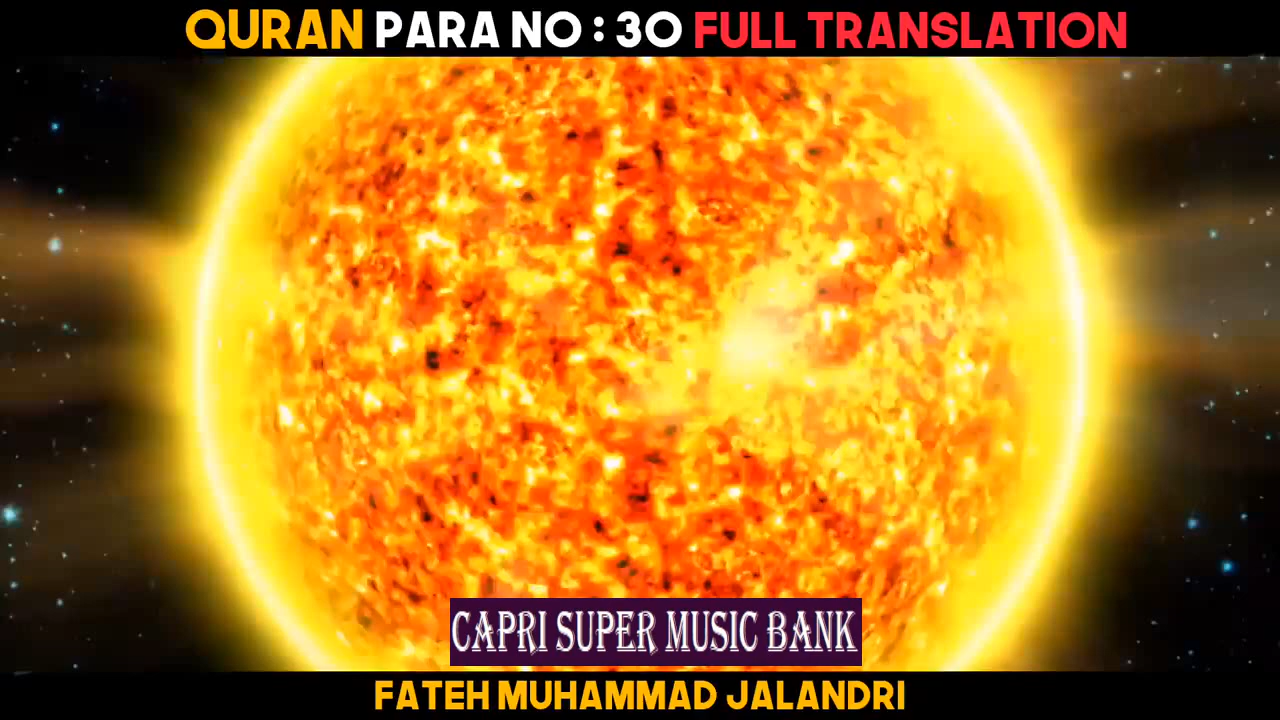 QURAN PARA NO : 30 FULL TRANSLATION
CAPRI SUPER MUSIC BANK
FATEH MUHAMMAD JALANDRI